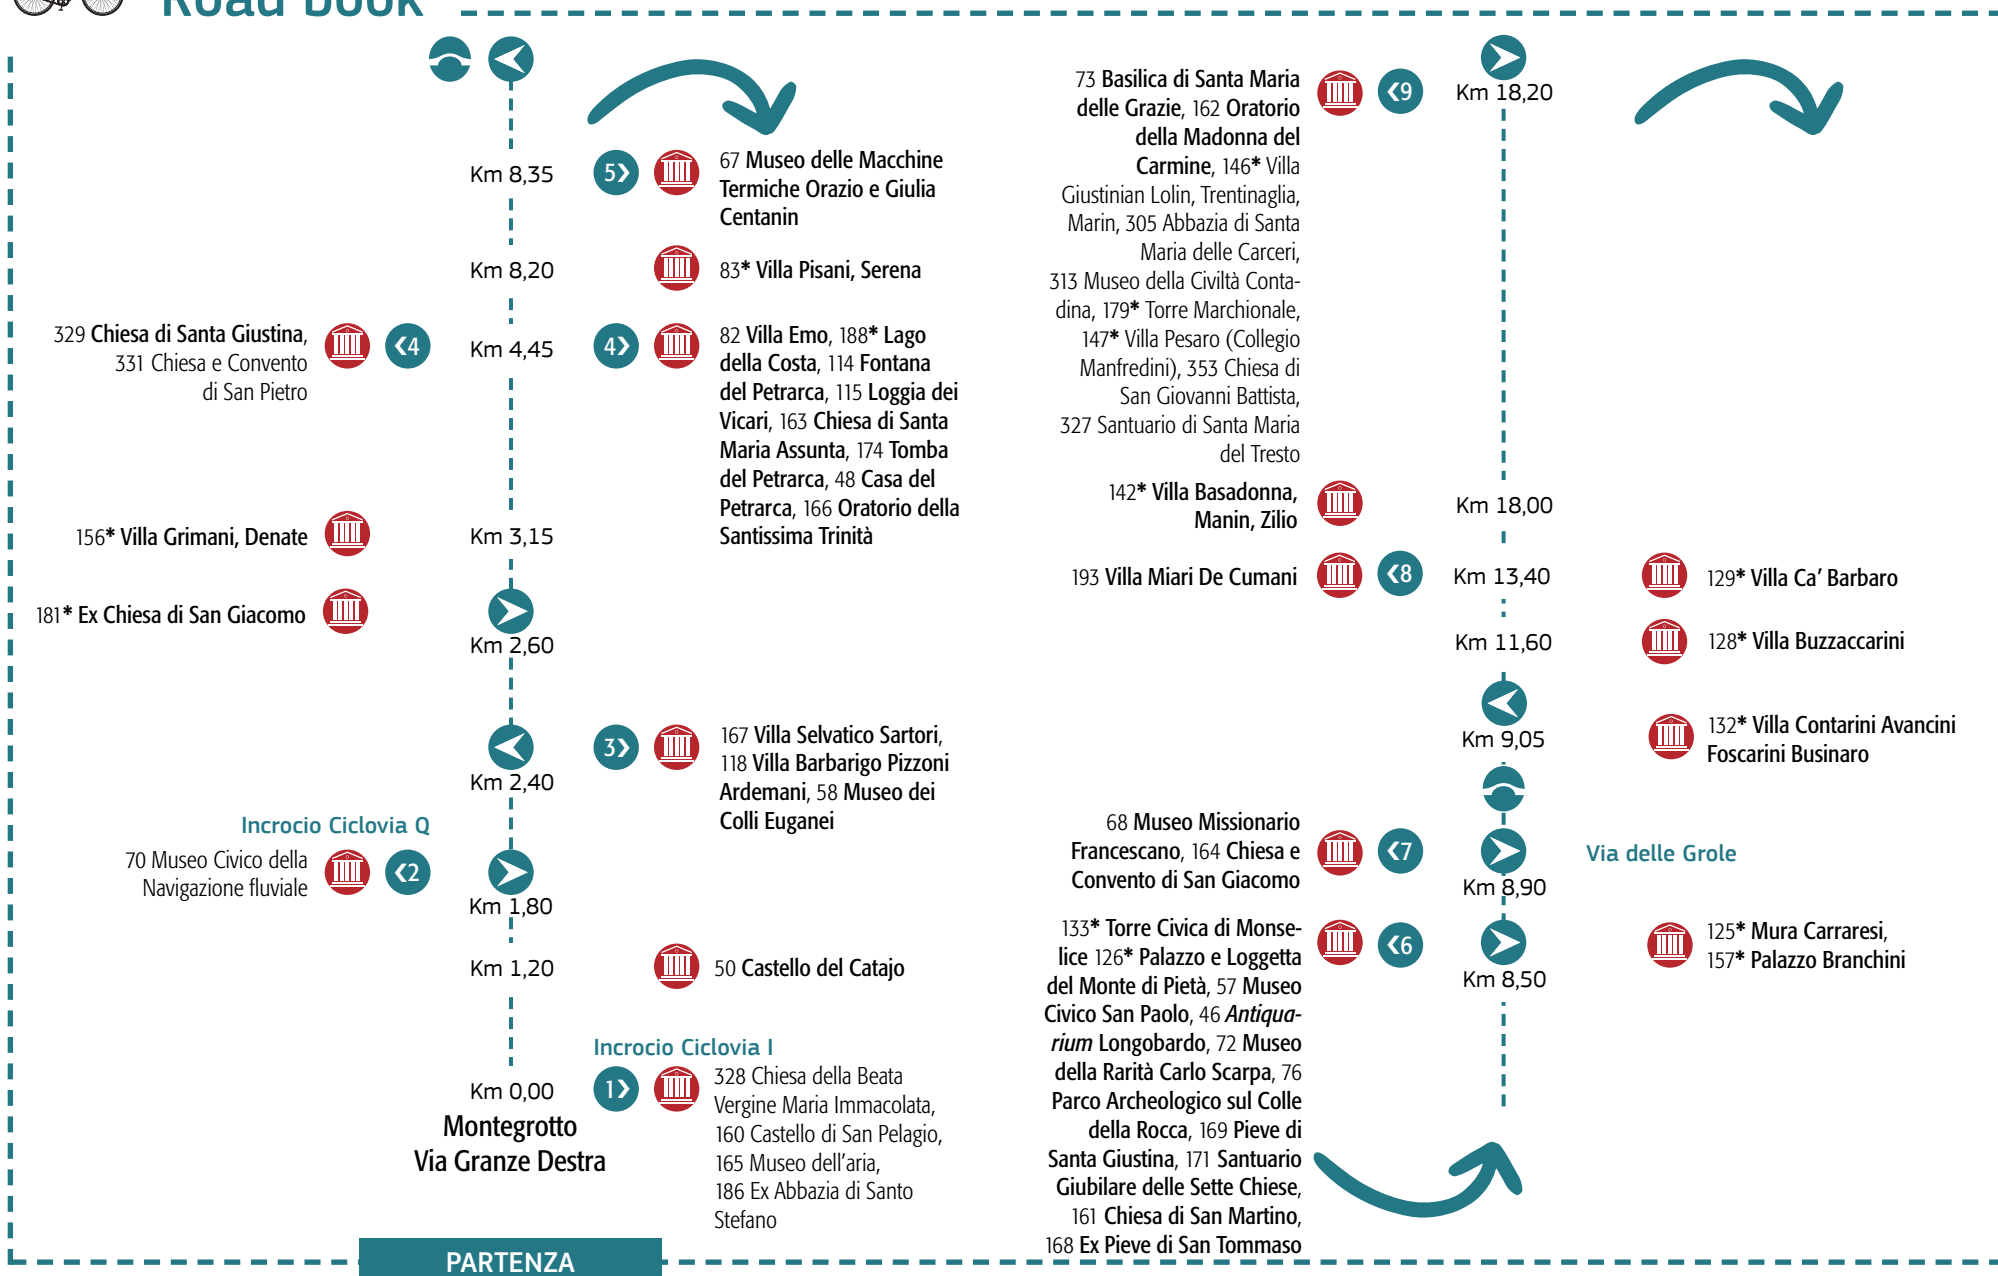 Road book
Km 8,35
5
67 Museo delle Macchine
Termiche Orazio e Giulia
Centanin
Km 8,20
83* Villa Pisani, Serena
329 Chiesa di Santa Giustina,
331 Chiesa e Convento
di San Pietro
4
Km 4,45
4
82 Villa Emo, 188* Lago
della Costa, 114 Fontana
del Petrarca, 115 Loggia dei
Vicari, 163 Chiesa di Santa
Maria Assunta, 174 Tomba
del Petrarca, 48 Casa del
Petrarca, 166 Oratorio della
Santissima Trinità
156* Villa Grimani, Denate
Km 3,15
181* Ex Chiesa di San Giacomo
Km 2,60
3
167 Villa Selvatico Sartori,
118 Villa Barbarigo Pizzoni
Ardemani, 58 Museo dei
Colli Euganei
Km 2,40
Incrocio Ciclovia Q
70 Museo Civico della
Navigazione fluviale
2
Km 1,80
Km 1,20
50 Castello del Catajo
Incrocio Ciclovia I
Km 0,00
1
328 Chiesa della Beata
Vergine Maria Immacolata,
160 Castello di San Pelagio,
165 Museo dell'aria,
186 Ex Abbazia di Santo
Stefano
Montegrotto
Via Granze Destra
PARTENZA
73 Basilica di Santa Maria
delle Grazie, 162 Oratorio
della Madonna del
Carmine, 146* Villa
Giustinian Lolin, Trentinaglia,
Marin, 305 Abbazia di Santa
Maria delle Carceri,
313 Museo della Civiltà Conta-
dina, 179* Torre Marchionale,
147* Villa Pesaro (Collegio
Manfredini), 353 Chiesa di
San Giovanni Battista,
327 Santuario di Santa Maria
del Tresto
9
Km 18,20
142* Villa Basadonna,
Manin, Zilio
Km 18,00
193 Villa Miari De Cumani
8
Km 13,40
129* Villa Ca' Barbaro
Km 11,60
128* Villa Buzzaccarini
Km 9,05
132* Villa Contarini Avancini
Foscarini Businaro
68 Museo Missionario
Francescano, 164 Chiesa e
Convento di San Giacomo
7
Via delle Grole
Km 8,90
133* Torre Civica di Monse-
lice 126* Palazzo e Loggetta
del Monte di Pietà, 57 Museo
Civico San Paolo, 46 Antiqua-
rium Longobardo, 72 Museo
della Rarità Carlo Scarpa, 76
Parco Archeologico sul Colle
della Rocca, 169 Pieve di
Santa Giustina, 171 Santuario
Giubilare delle Sette Chiese,
161 Chiesa di San Martino,
168 Ex Pieve di San Tommaso
6
Km 8,50
125* Mura Carraresi,
157* Palazzo Branchini